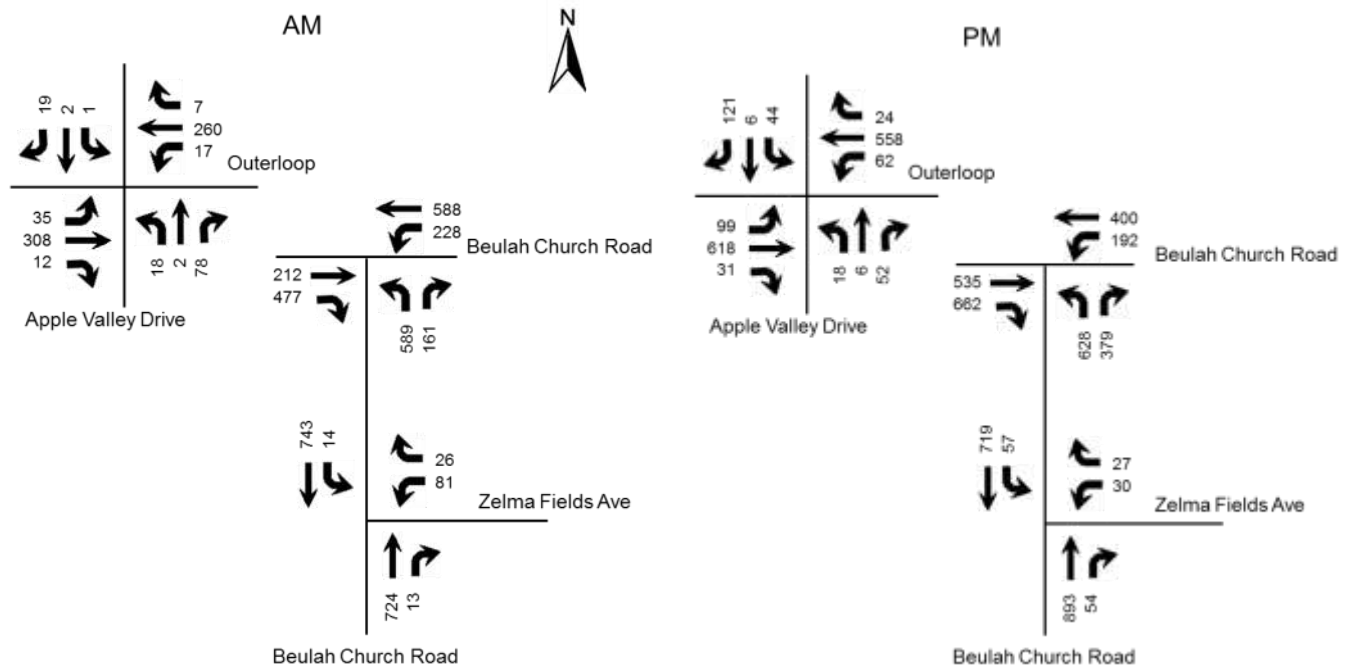 AM
N
PM
19 2 1
7
260
17
Outerloop
35
308
12
18 2 78
Apple Valley Drive
588
228
Beulah Church Road
212
477
589 161
743 14
26
81
Zelma Fields Ave
724 13
Beulah Church Road
121 6 44
24
558
62
Outerloop
99
618
31
18 6 52
Apple Valley Drive
400
192
Beulah Church Road
535
662
628 379
719 57
27
30
Zelma Fields Ave
893 54
Beulah Church Road